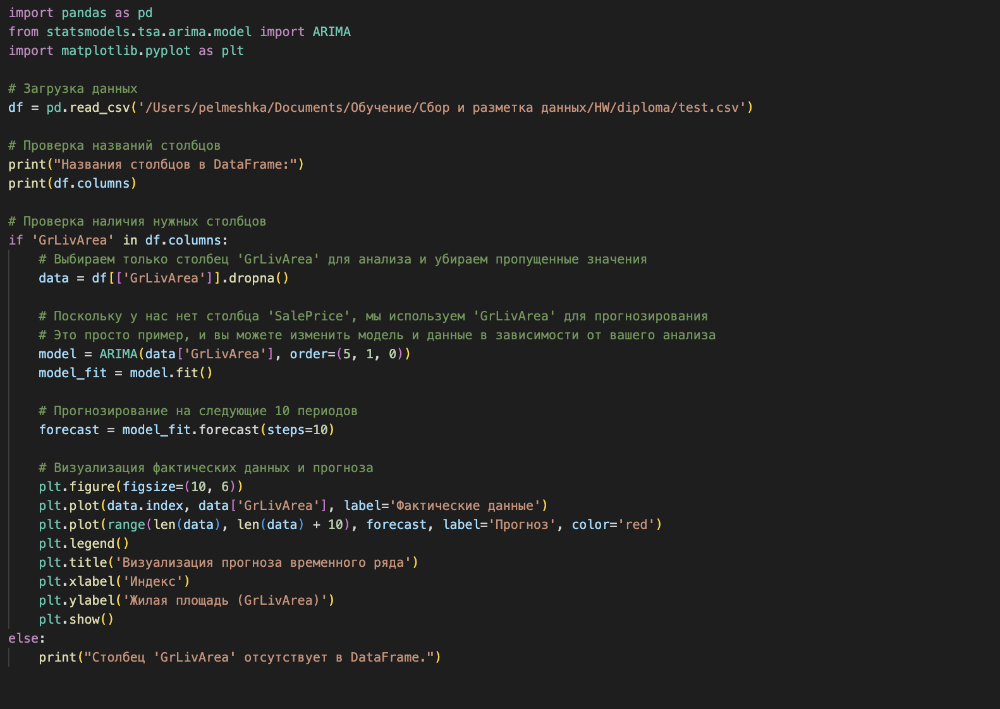 import pandas as pd
from statsmodels.tsa.arima.model import ARIMA
import matplotlib.pyplot as plt

# Загрузка данных
df = pd.read_csv('/Users/pelmeshka/Documents/Обучение/Сбор и разметка данных/HW/diploma/test.csv')

# Проверка названий столбцов
print("Названия столбцов в DataFrame:")
print(df.columns)

# Проверка наличия нужных столбцов
if 'GrLivArea' in df.columns:
    # Выбираем только столбец 'GrLivArea' для анализа и убираем пропущенные значения
    data = df[['GrLivArea']].dropna()

    # Поскольку у нас нет столбца 'SalePrice', мы используем 'GrLivArea' для прогнозирования
    # Это просто пример, и вы можете изменить модель и данные в зависимости от вашего анализа
    model = ARIMA(data['GrLivArea'], order=(5, 1, 0))
    model_fit = model.fit()

    # Прогнозирование на следующие 10 периодов
    forecast = model_fit.forecast(steps=10)

    # Визуализация фактических данных и прогноза
    plt.figure(figsize=(10, 6))
    plt.plot(data.index, data['GrLivArea'], label='Фактические данные')
    plt.plot(range(len(data), len(data) + 10), forecast, label='Прогноз', color='red')
    plt.legend()
    plt.title('Визуализация прогноза временного ряда')
    plt.xlabel('Индекс')
    plt.ylabel('Жилая площадь (GrLivArea)')
    plt.show()
else:
    print("Столбец 'GrLivArea' отсутствует в DataFrame.")